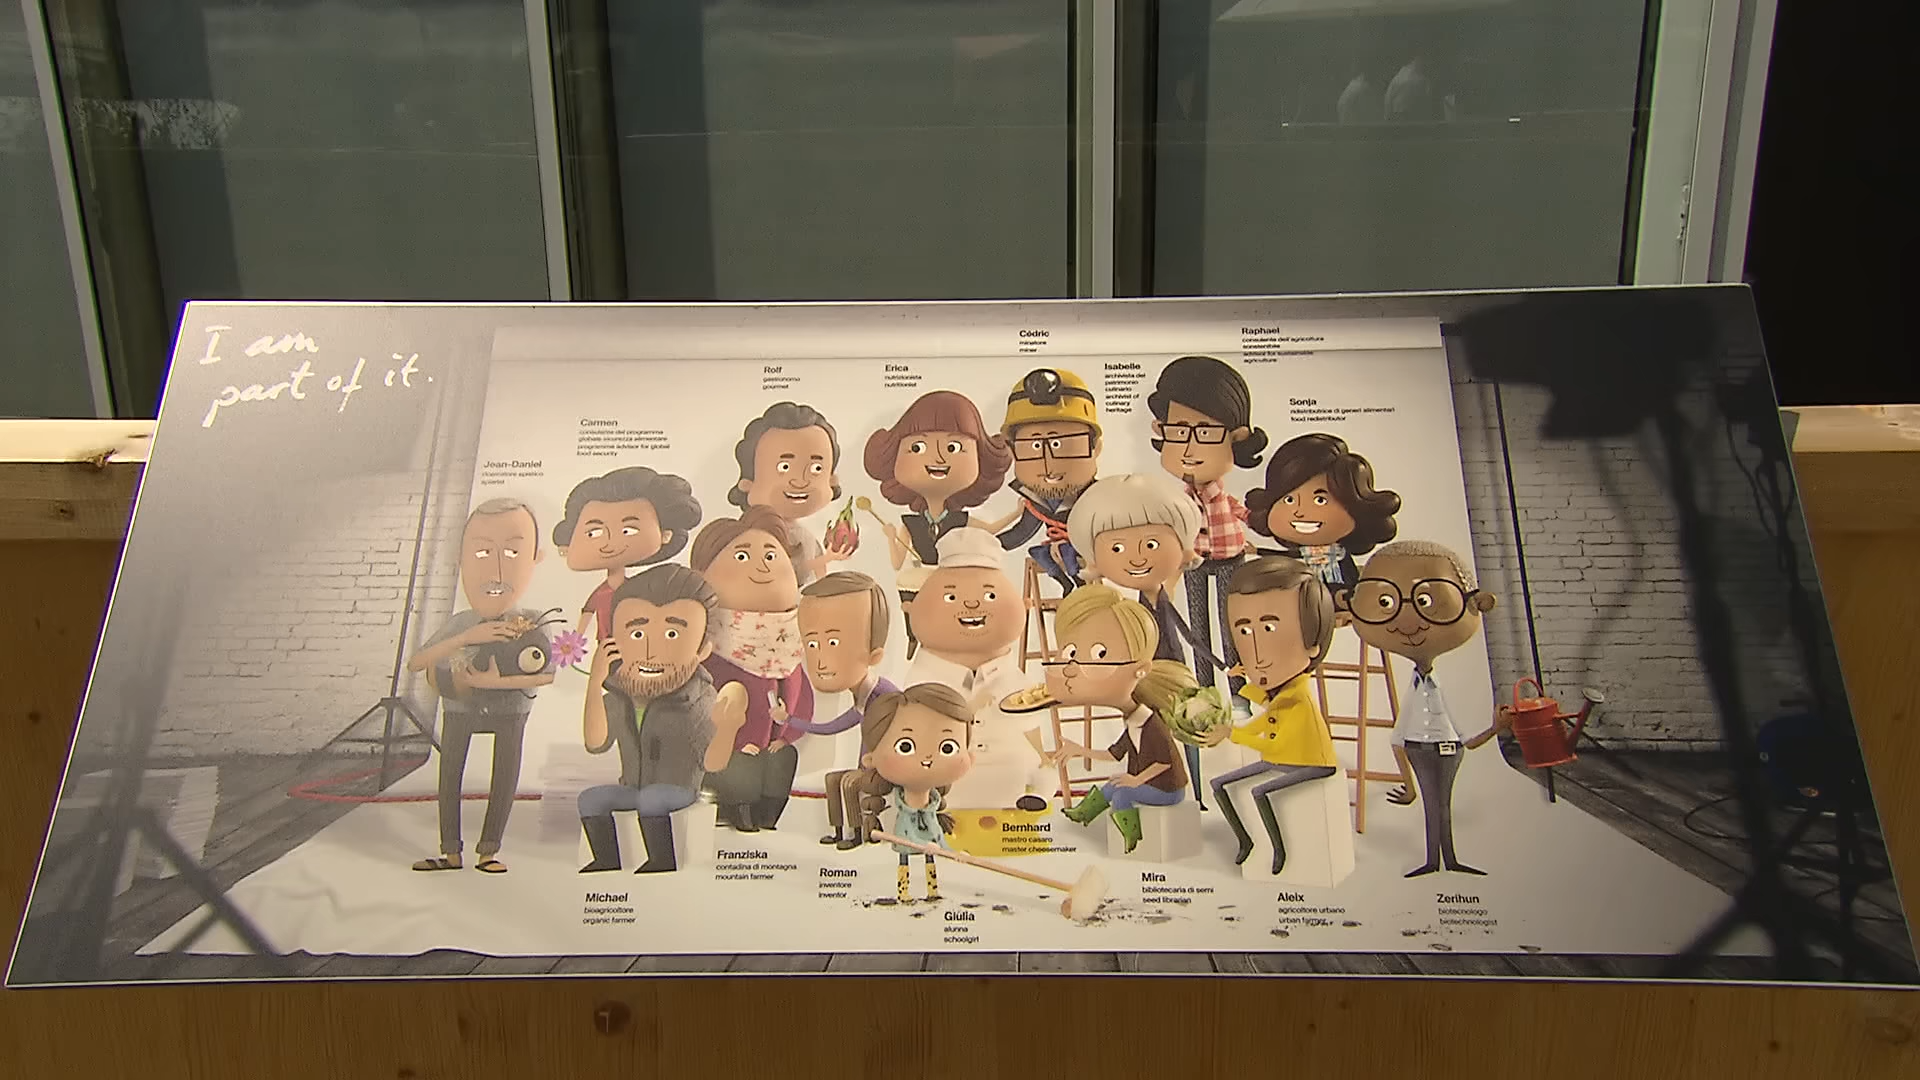 I am
part of it.
Cédric
minatore
miner
Raphael
consulente dell'agricoltura
sostenibile
advisor for sustainable
agriculture
Rolf
gastronomo
gourmet
Erica
nutrizionista
nutritionist
Isabelle
archivista del
patrimonio
culinario
archivist of
culinary
heritage
Sonja
ridistributrice di generi alimentari
food redistributor
Carmen
consulente del programma
globale sicurezza alimentare
programme advisor for global
food security
Jean-Daniel
ricercatore apistico
apiarist
Bernhard
mastro casaro
master cheesemaker
Franziska
contadina di montagna
mountain farmer
Roman
inventore
inventor
Mira
bibliotecaria di semi
seed librarian
Michael
bioagricoltore
organic farmer
Aleix
agricoltore urbano
urban farmer
Zerihun
biotecnologo
biotechnologist
Giulia
alunna
schoolgirl